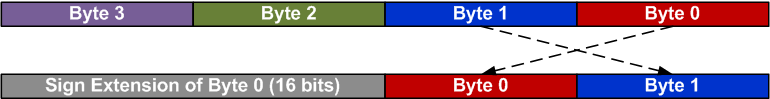 Byte 3 Byte 2 Byte 1 Byte 0
Sign Extension of Byte 0 (16 bits) Byte 0 Byte 1